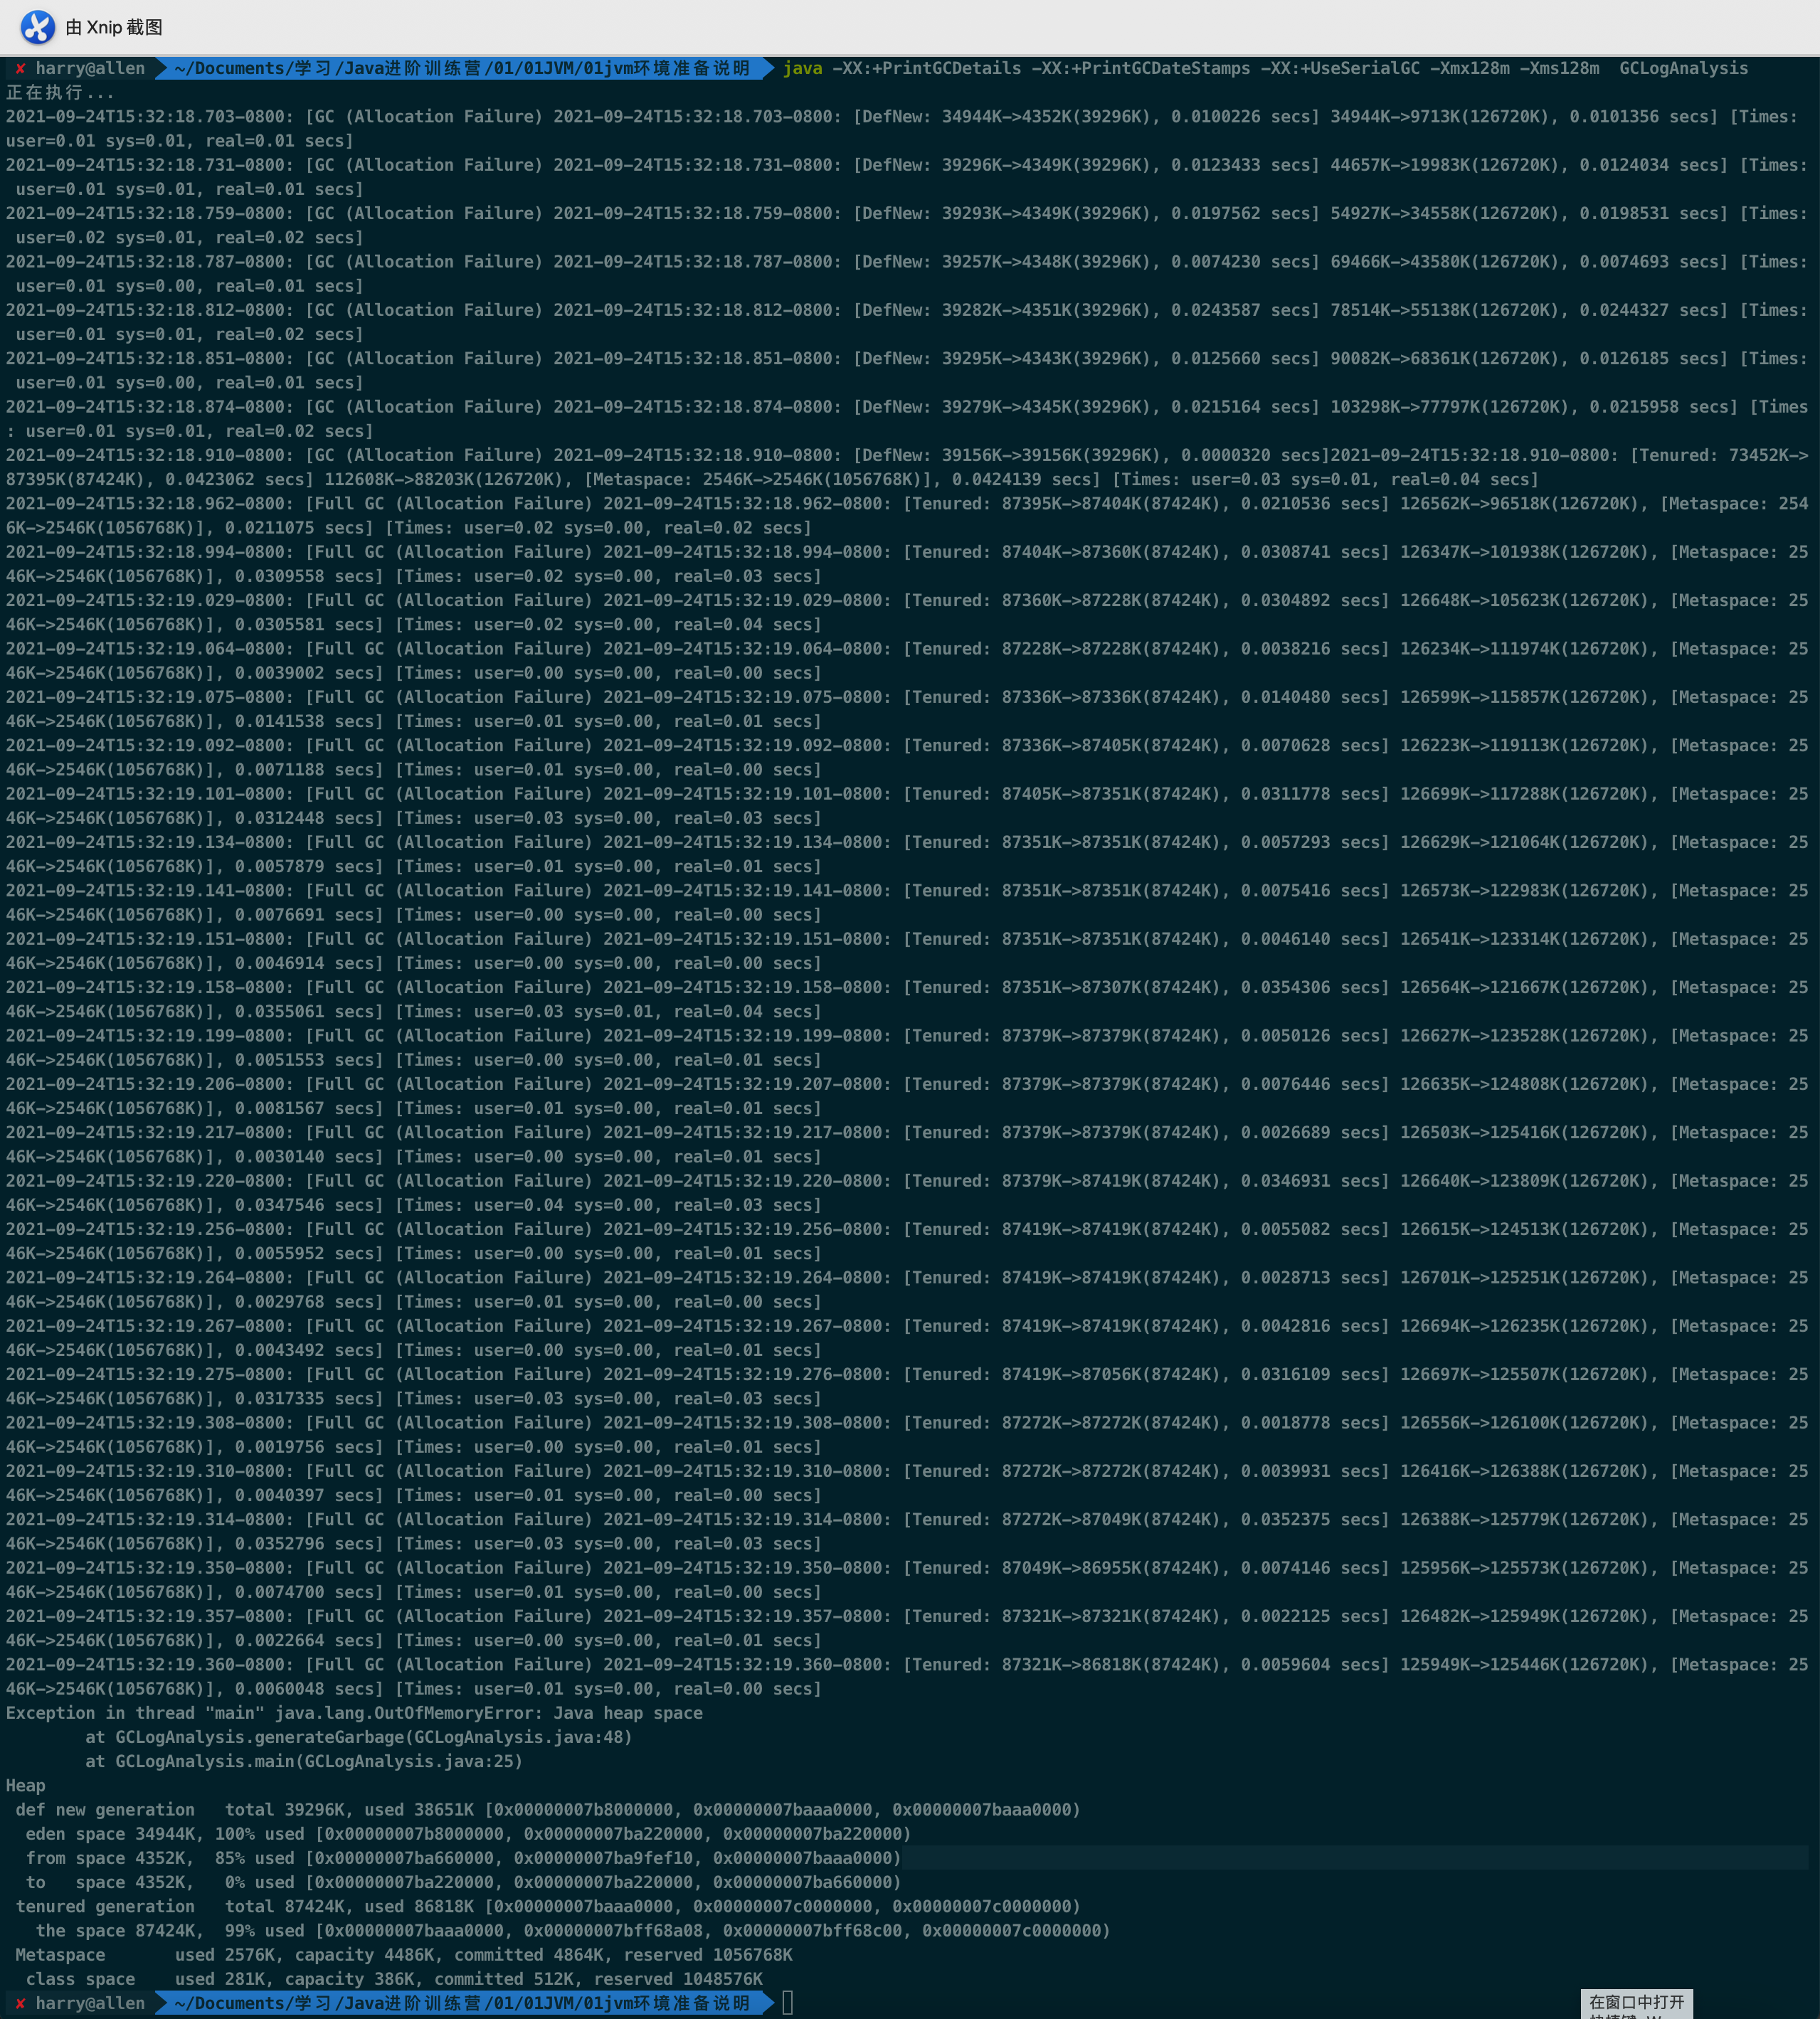 由 Xnip 截图
✘ harry@allen ~/Documents/学习/Java进阶训练营/01/01JVM/01jvm环境准备说明 java -XX:+PrintGCDetails -XX:+PrintGCDateStamps -XX:+UseSerialGC -Xmx128m -Xms128m  GCLogAnalysis
正在执行...
2021-09-24T15:32:18.703-0800: [GC (Allocation Failure) 2021-09-24T15:32:18.703-0800: [DefNew: 34944K->4352K(39296K), 0.0100226 secs] 34944K->9713K(126720K), 0.0101356 secs] [Times:
user=0.01 sys=0.01, real=0.01 secs]
2021-09-24T15:32:18.731-0800: [GC (Allocation Failure) 2021-09-24T15:32:18.731-0800: [DefNew: 39296K->4349K(39296K), 0.0123433 secs] 44657K->19983K(126720K), 0.0124034 secs] [Times:
 user=0.01 sys=0.01, real=0.01 secs]
2021-09-24T15:32:18.759-0800: [GC (Allocation Failure) 2021-09-24T15:32:18.759-0800: [DefNew: 39293K->4349K(39296K), 0.0197562 secs] 54927K->34558K(126720K), 0.0198531 secs] [Times:
 user=0.02 sys=0.01, real=0.02 secs]
2021-09-24T15:32:18.787-0800: [GC (Allocation Failure) 2021-09-24T15:32:18.787-0800: [DefNew: 39257K->4348K(39296K), 0.0074230 secs] 69466K->43580K(126720K), 0.0074693 secs] [Times:
 user=0.01 sys=0.00, real=0.01 secs]
2021-09-24T15:32:18.812-0800: [GC (Allocation Failure) 2021-09-24T15:32:18.812-0800: [DefNew: 39282K->4351K(39296K), 0.0243587 secs] 78514K->55138K(126720K), 0.0244327 secs] [Times:
 user=0.01 sys=0.01, real=0.02 secs]
2021-09-24T15:32:18.851-0800: [GC (Allocation Failure) 2021-09-24T15:32:18.851-0800: [DefNew: 39295K->4343K(39296K), 0.0125660 secs] 90082K->68361K(126720K), 0.0126185 secs] [Times:
 user=0.01 sys=0.00, real=0.01 secs]
2021-09-24T15:32:18.874-0800: [GC (Allocation Failure) 2021-09-24T15:32:18.874-0800: [DefNew: 39279K->4345K(39296K), 0.0215164 secs] 103298K->77797K(126720K), 0.0215958 secs] [Times
: user=0.01 sys=0.01, real=0.02 secs]
2021-09-24T15:32:18.910-0800: [GC (Allocation Failure) 2021-09-24T15:32:18.910-0800: [DefNew: 39156K->39156K(39296K), 0.0000320 secs]2021-09-24T15:32:18.910-0800: [Tenured: 73452K->
87395K(87424K), 0.0423062 secs] 112608K->88203K(126720K), [Metaspace: 2546K->2546K(1056768K)], 0.0424139 secs] [Times: user=0.03 sys=0.01, real=0.04 secs]
2021-09-24T15:32:18.962-0800: [Full GC (Allocation Failure) 2021-09-24T15:32:18.962-0800: [Tenured: 87395K->87404K(87424K), 0.0210536 secs] 126562K->96518K(126720K), [Metaspace: 254
6K->2546K(1056768K)], 0.0211075 secs] [Times: user=0.02 sys=0.00, real=0.02 secs]
2021-09-24T15:32:18.994-0800: [Full GC (Allocation Failure) 2021-09-24T15:32:18.994-0800: [Tenured: 87404K->87360K(87424K), 0.0308741 secs] 126347K->101938K(126720K), [Metaspace: 25
46K->2546K(1056768K)], 0.0309558 secs] [Times: user=0.02 sys=0.00, real=0.03 secs]
2021-09-24T15:32:19.029-0800: [Full GC (Allocation Failure) 2021-09-24T15:32:19.029-0800: [Tenured: 87360K->87228K(87424K), 0.0304892 secs] 126648K->105623K(126720K), [Metaspace: 25
46K->2546K(1056768K)], 0.0305581 secs] [Times: user=0.02 sys=0.00, real=0.04 secs]
2021-09-24T15:32:19.064-0800: [Full GC (Allocation Failure) 2021-09-24T15:32:19.064-0800: [Tenured: 87228K->87228K(87424K), 0.0038216 secs] 126234K->111974K(126720K), [Metaspace: 25
46K->2546K(1056768K)], 0.0039002 secs] [Times: user=0.00 sys=0.00, real=0.00 secs]
2021-09-24T15:32:19.075-0800: [Full GC (Allocation Failure) 2021-09-24T15:32:19.075-0800: [Tenured: 87336K->87336K(87424K), 0.0140480 secs] 126599K->115857K(126720K), [Metaspace: 25
46K->2546K(1056768K)], 0.0141538 secs] [Times: user=0.01 sys=0.00, real=0.01 secs]
2021-09-24T15:32:19.092-0800: [Full GC (Allocation Failure) 2021-09-24T15:32:19.092-0800: [Tenured: 87336K->87405K(87424K), 0.0070628 secs] 126223K->119113K(126720K), [Metaspace: 25
46K->2546K(1056768K)], 0.0071188 secs] [Times: user=0.01 sys=0.00, real=0.00 secs]
2021-09-24T15:32:19.101-0800: [Full GC (Allocation Failure) 2021-09-24T15:32:19.101-0800: [Tenured: 87405K->87351K(87424K), 0.0311778 secs] 126699K->117288K(126720K), [Metaspace: 25
46K->2546K(1056768K)], 0.0312448 secs] [Times: user=0.03 sys=0.00, real=0.03 secs]
2021-09-24T15:32:19.134-0800: [Full GC (Allocation Failure) 2021-09-24T15:32:19.134-0800: [Tenured: 87351K->87351K(87424K), 0.0057293 secs] 126629K->121064K(126720K), [Metaspace: 25
46K->2546K(1056768K)], 0.0057879 secs] [Times: user=0.01 sys=0.00, real=0.01 secs]
2021-09-24T15:32:19.141-0800: [Full GC (Allocation Failure) 2021-09-24T15:32:19.141-0800: [Tenured: 87351K->87351K(87424K), 0.0075416 secs] 126573K->122983K(126720K), [Metaspace: 25
46K->2546K(1056768K)], 0.0076691 secs] [Times: user=0.00 sys=0.00, real=0.00 secs]
2021-09-24T15:32:19.151-0800: [Full GC (Allocation Failure) 2021-09-24T15:32:19.151-0800: [Tenured: 87351K->87351K(87424K), 0.0046140 secs] 126541K->123314K(126720K), [Metaspace: 25
46K->2546K(1056768K)], 0.0046914 secs] [Times: user=0.00 sys=0.00, real=0.00 secs]
2021-09-24T15:32:19.158-0800: [Full GC (Allocation Failure) 2021-09-24T15:32:19.158-0800: [Tenured: 87351K->87307K(87424K), 0.0354306 secs] 126564K->121667K(126720K), [Metaspace: 25
46K->2546K(1056768K)], 0.0355061 secs] [Times: user=0.03 sys=0.01, real=0.04 secs]
2021-09-24T15:32:19.199-0800: [Full GC (Allocation Failure) 2021-09-24T15:32:19.199-0800: [Tenured: 87379K->87379K(87424K), 0.0050126 secs] 126627K->123528K(126720K), [Metaspace: 25
46K->2546K(1056768K)], 0.0051553 secs] [Times: user=0.00 sys=0.00, real=0.01 secs]
2021-09-24T15:32:19.206-0800: [Full GC (Allocation Failure) 2021-09-24T15:32:19.207-0800: [Tenured: 87379K->87379K(87424K), 0.0076446 secs] 126635K->124808K(126720K), [Metaspace: 25
46K->2546K(1056768K)], 0.0081567 secs] [Times: user=0.01 sys=0.00, real=0.01 secs]
2021-09-24T15:32:19.217-0800: [Full GC (Allocation Failure) 2021-09-24T15:32:19.217-0800: [Tenured: 87379K->87379K(87424K), 0.0026689 secs] 126503K->125416K(126720K), [Metaspace: 25
46K->2546K(1056768K)], 0.0030140 secs] [Times: user=0.00 sys=0.00, real=0.01 secs]
2021-09-24T15:32:19.220-0800: [Full GC (Allocation Failure) 2021-09-24T15:32:19.220-0800: [Tenured: 87379K->87419K(87424K), 0.0346931 secs] 126640K->123809K(126720K), [Metaspace: 25
46K->2546K(1056768K)], 0.0347546 secs] [Times: user=0.04 sys=0.00, real=0.03 secs]
2021-09-24T15:32:19.256-0800: [Full GC (Allocation Failure) 2021-09-24T15:32:19.256-0800: [Tenured: 87419K->87419K(87424K), 0.0055082 secs] 126615K->124513K(126720K), [Metaspace: 25
46K->2546K(1056768K)], 0.0055952 secs] [Times: user=0.00 sys=0.00, real=0.01 secs]
2021-09-24T15:32:19.264-0800: [Full GC (Allocation Failure) 2021-09-24T15:32:19.264-0800: [Tenured: 87419K->87419K(87424K), 0.0028713 secs] 126701K->125251K(126720K), [Metaspace: 25
46K->2546K(1056768K)], 0.0029768 secs] [Times: user=0.01 sys=0.00, real=0.00 secs]
2021-09-24T15:32:19.267-0800: [Full GC (Allocation Failure) 2021-09-24T15:32:19.267-0800: [Tenured: 87419K->87419K(87424K), 0.0042816 secs] 126694K->126235K(126720K), [Metaspace: 25
46K->2546K(1056768K)], 0.0043492 secs] [Times: user=0.00 sys=0.00, real=0.01 secs]
2021-09-24T15:32:19.275-0800: [Full GC (Allocation Failure) 2021-09-24T15:32:19.276-0800: [Tenured: 87419K->87056K(87424K), 0.0316109 secs] 126697K->125507K(126720K), [Metaspace: 25
46K->2546K(1056768K)], 0.0317335 secs] [Times: user=0.03 sys=0.00, real=0.03 secs]
2021-09-24T15:32:19.308-0800: [Full GC (Allocation Failure) 2021-09-24T15:32:19.308-0800: [Tenured: 87272K->87272K(87424K), 0.0018778 secs] 126556K->126100K(126720K), [Metaspace: 25
46K->2546K(1056768K)], 0.0019756 secs] [Times: user=0.00 sys=0.00, real=0.01 secs]
2021-09-24T15:32:19.310-0800: [Full GC (Allocation Failure) 2021-09-24T15:32:19.310-0800: [Tenured: 87272K->87272K(87424K), 0.0039931 secs] 126416K->126388K(126720K), [Metaspace: 25
46K->2546K(1056768K)], 0.0040397 secs] [Times: user=0.01 sys=0.00, real=0.00 secs]
2021-09-24T15:32:19.314-0800: [Full GC (Allocation Failure) 2021-09-24T15:32:19.314-0800: [Tenured: 87272K->87049K(87424K), 0.0352375 secs] 126388K->125779K(126720K), [Metaspace: 25
46K->2546K(1056768K)], 0.0352796 secs] [Times: user=0.03 sys=0.00, real=0.03 secs]
2021-09-24T15:32:19.350-0800: [Full GC (Allocation Failure) 2021-09-24T15:32:19.350-0800: [Tenured: 87049K->86955K(87424K), 0.0074146 secs] 125956K->125573K(126720K), [Metaspace: 25
46K->2546K(1056768K)], 0.0074700 secs] [Times: user=0.01 sys=0.00, real=0.00 secs]
2021-09-24T15:32:19.357-0800: [Full GC (Allocation Failure) 2021-09-24T15:32:19.357-0800: [Tenured: 87321K->87321K(87424K), 0.0022125 secs] 126482K->125949K(126720K), [Metaspace: 25
46K->2546K(1056768K)], 0.0022664 secs] [Times: user=0.00 sys=0.00, real=0.01 secs]
2021-09-24T15:32:19.360-0800: [Full GC (Allocation Failure) 2021-09-24T15:32:19.360-0800: [Tenured: 87321K->86818K(87424K), 0.0059604 secs] 125949K->125446K(126720K), [Metaspace: 25
46K->2546K(1056768K)], 0.0060048 secs] [Times: user=0.01 sys=0.00, real=0.00 secs]
Exception in thread "main" java.lang.OutOfMemoryError: Java heap space
        at GCLogAnalysis.generateGarbage(GCLogAnalysis.java:48)
        at GCLogAnalysis.main(GCLogAnalysis.java:25)
Heap
 def new generation   total 39296K, used 38651K [0x00000007b8000000, 0x00000007baaa0000, 0x00000007baaa0000)
  eden space 34944K, 100% used [0x00000007b8000000, 0x00000007ba220000, 0x00000007ba220000)
  from space 4352K,  85% used [0x00000007ba660000, 0x00000007ba9fef10, 0x00000007baaa0000)
  to   space 4352K,   0% used [0x00000007ba220000, 0x00000007ba220000, 0x00000007ba660000)
 tenured generation   total 87424K, used 86818K [0x00000007baaa0000, 0x00000007c0000000, 0x00000007c0000000)
   the space 87424K,  99% used [0x00000007baaa0000, 0x00000007bff68a08, 0x00000007bff68c00, 0x00000007c0000000)
 Metaspace       used 2576K, capacity 4486K, committed 4864K, reserved 1056768K
  class space    used 281K, capacity 386K, committed 512K, reserved 1048576K
✘ harry@allen ~/Documents/学习/Java进阶训练营/01/01JVM/01jvm环境准备说明
在窗口中打开